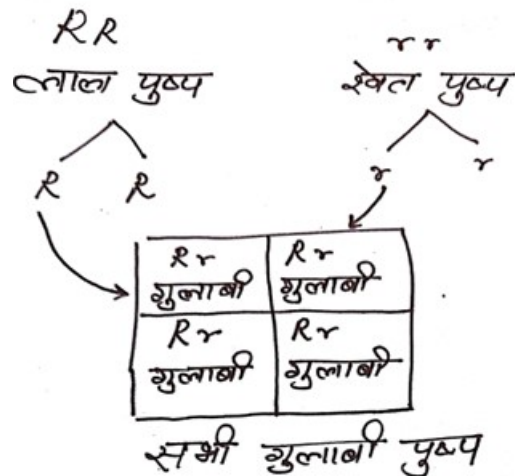 RR rr
लाल पुष्प श्वेत पुष्प
R R r r
Rr Rr
गुलाबी गुलाबी
Rr Rr
गुलाबी गुलाबी
सभी गुलाबी पुष्प